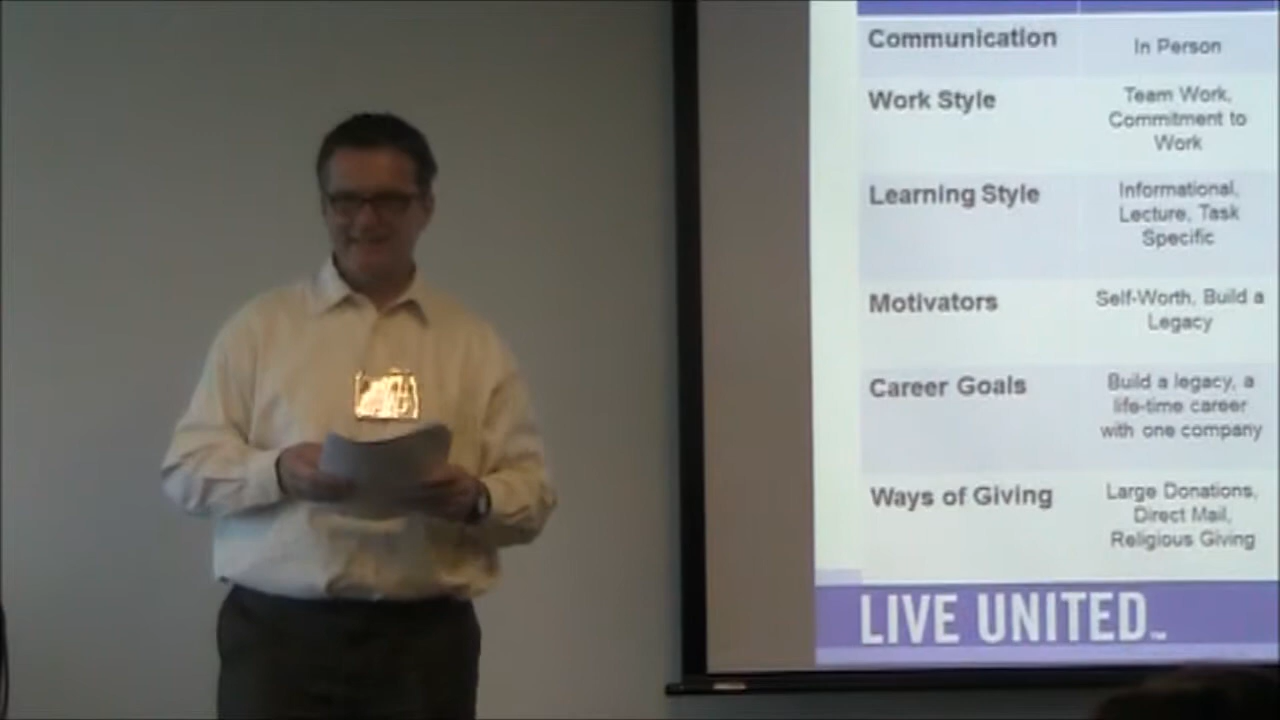 Communication
In Person
Work Style
Team Work,
Commitment to
Work
Learning Style
Informational,
Lecture, Task
Specific
Motivators
Self-Worth, Build a
Legacy
Career Goals
Build a legacy, a
life-time career
with one company
Ways of Giving
Large Donations,
Direct Mail,
Religious Giving
LIVE UNITED™